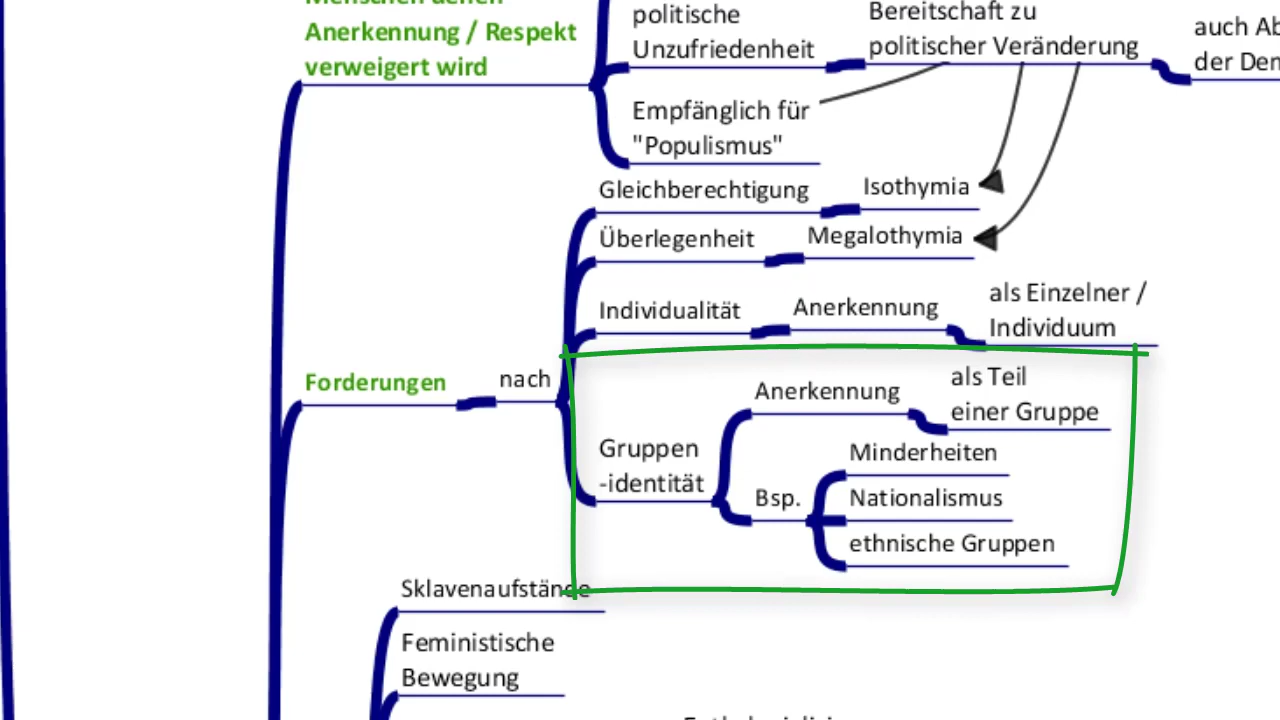 Anerkennung / Respekt
verweigert wird
politische
Unzufriedenheit
Bereitschaft zu
politischer Veränderung
auch
der
Empfänglich für
"Populismus"
Gleichberechtigung
Isothymia
Überlegenheit
Megalothymia
Individualität
Anerkennung
als Einzelner /
Individuum
Forderungen
nach
Gruppen
-identität
Anerkennung
als Teil
einer Gruppe
Bsp.
Minderheiten
Nationalismus
ethnische Gruppen
Sklavenaufstände
Feministische
Bewegung